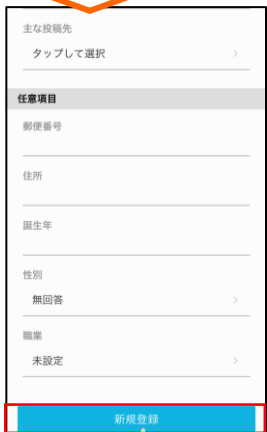 主な投稿先
タップして選択
任意項目
郵便番号
住所
誕生年
性別
無回答
職業
未設定
新規登録